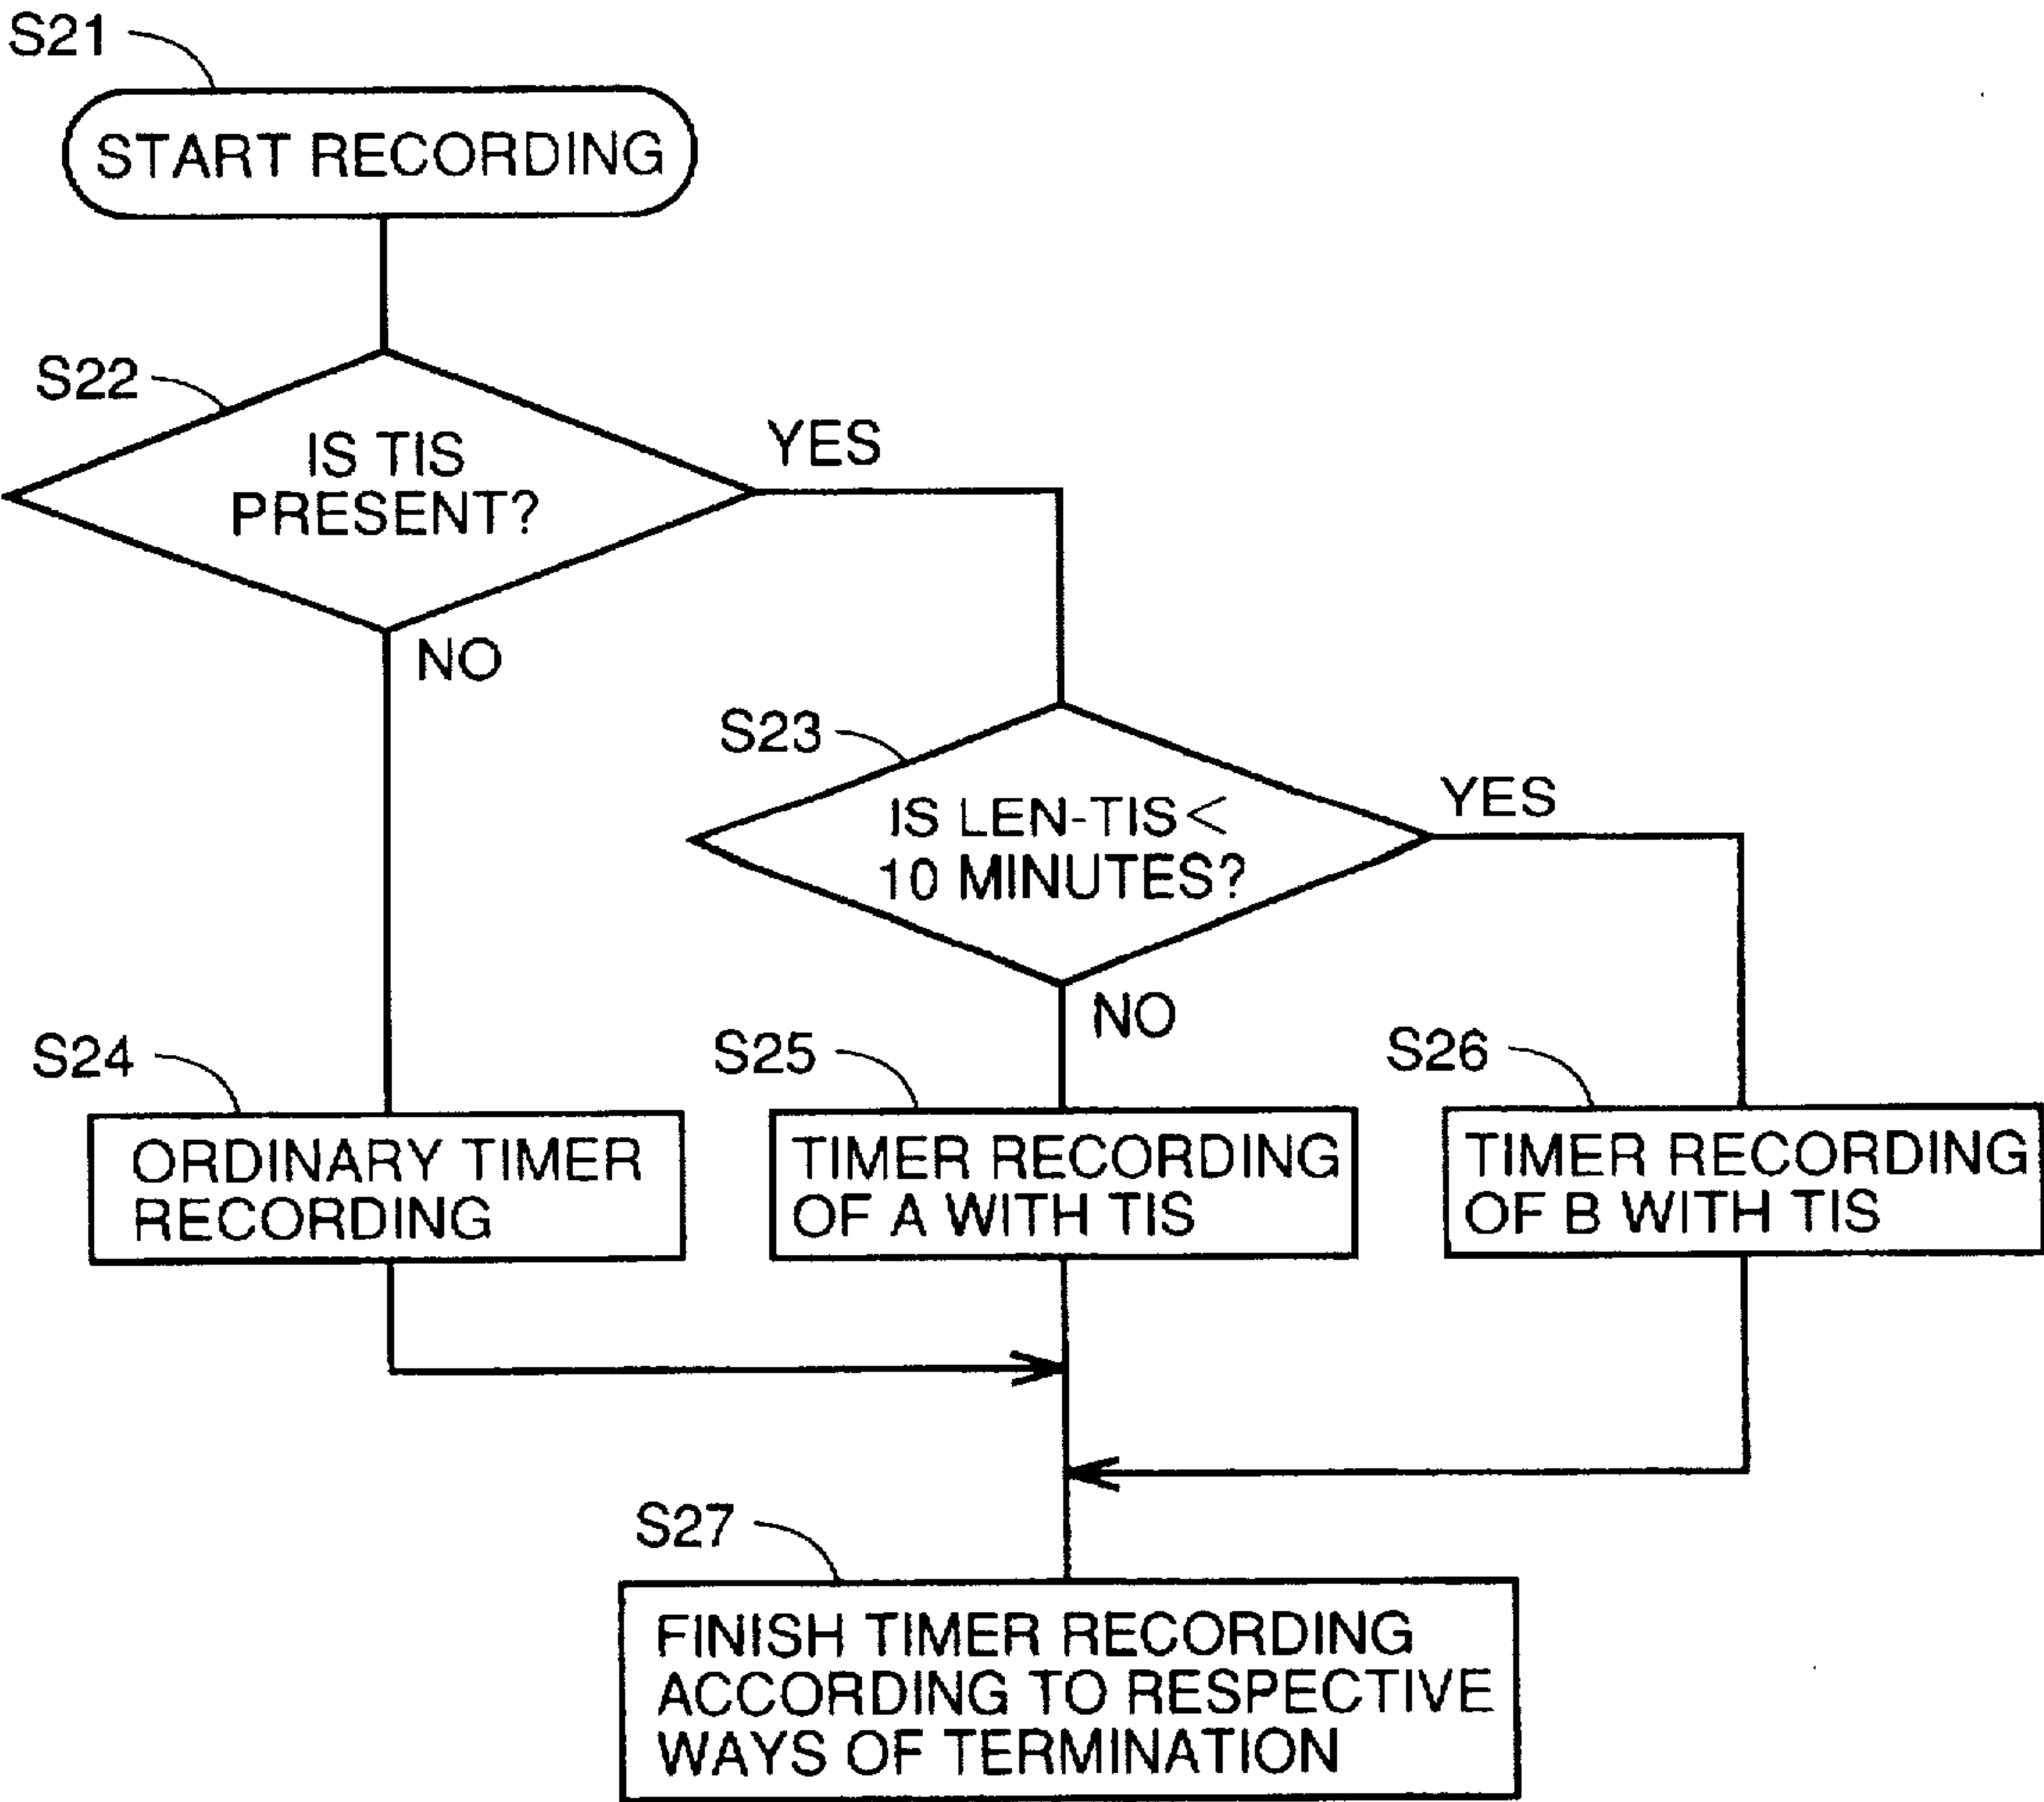 S21
START RECORDING
S22
IS TIS
PRESENT?
YES
NO
S23
IS LEN-TIS<
10 MINUTES?
YES
NO
S24
ORDINARY TIMER
RECORDING
S25
TIMER RECORDING
OF A WITH TIS
S26
TIMER RECORDING
OF B WITH TIS
S27
FINISH TIMER RECORDING
ACCORDING TO RESPECTIVE
WAYS OF TERMINATION